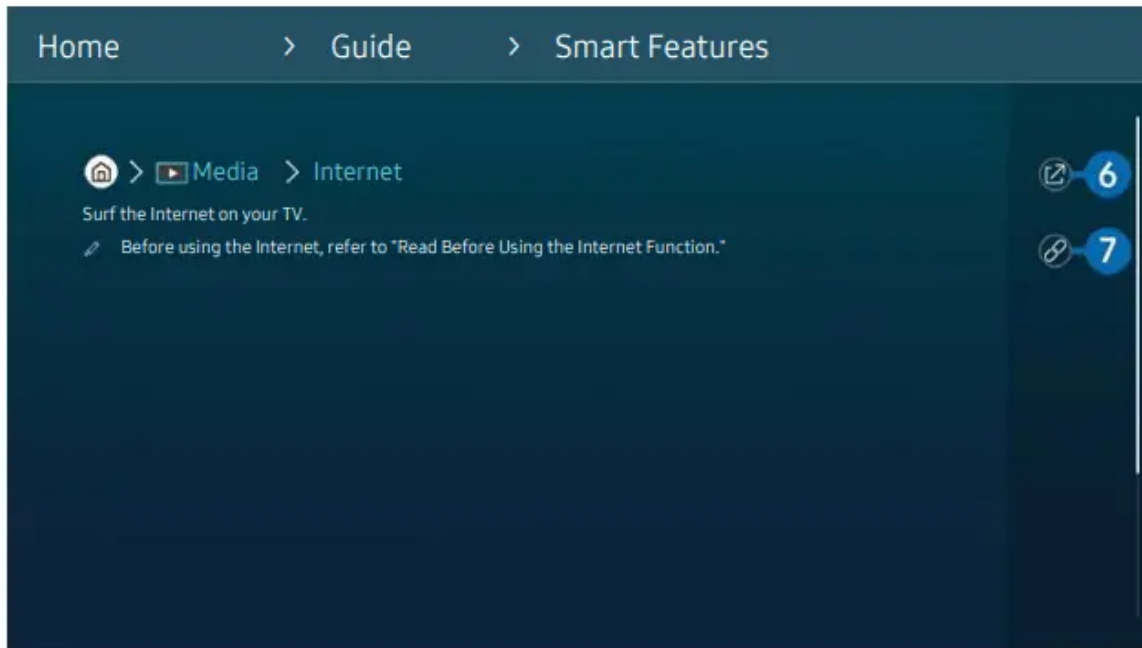 Home > Guide > Smart Features
> Media > Internet
6
Surf the Internet on your TV.
Before using the Internet, refer to "Read Before Using the Internet Function."
7